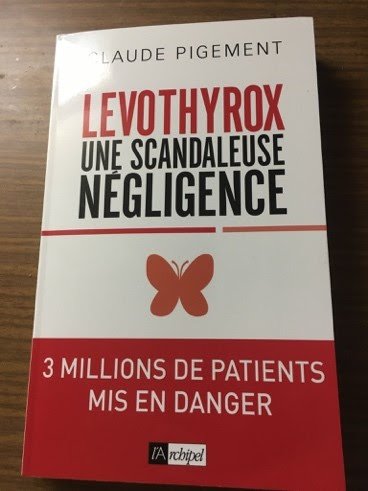 CLAUDE PIGEMENT
LEVOTHYROX
UNE SCANDALEUSE
NÉGLIGENCE
3 MILLIONS DE PATIENTS
MIS EN DANGER
l'Archipel